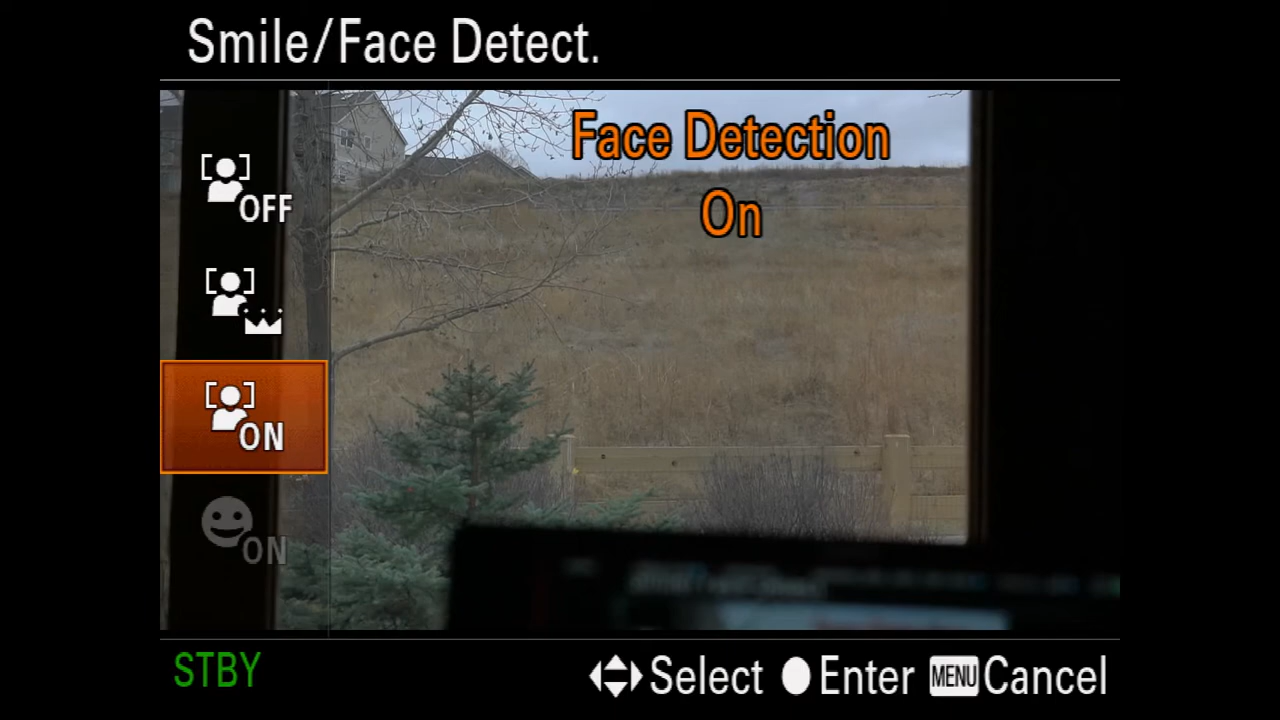 Smile/Face Detect.
Face Detection
On
OFF
ON
ON
STBY
Select Enter MENU Cancel